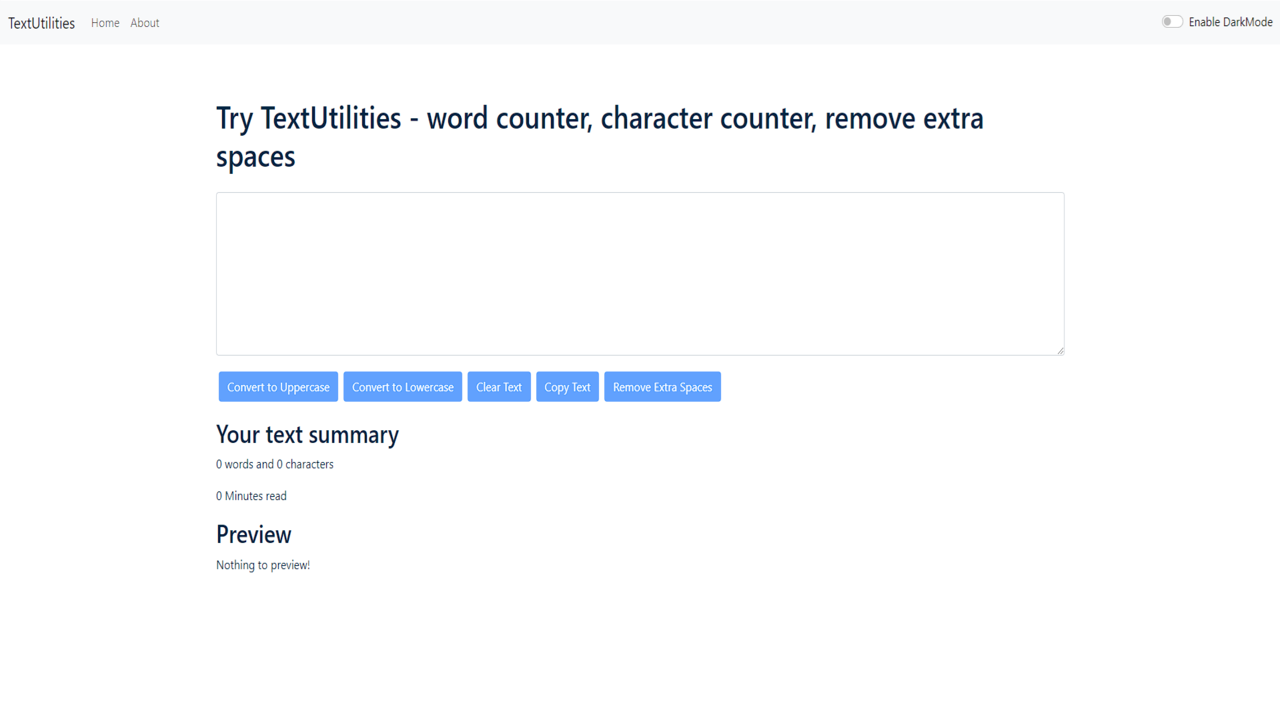 TextUtilities Home About Enable DarkMode
Try TextUtilities - word counter, character counter, remove extra
spaces
Convert to Uppercase Convert to Lowercase Clear Text Copy Text Remove Extra Spaces
Your text summary
0 words and 0 characters
0 Minutes read
Preview
Nothing to preview!